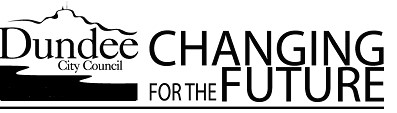 Dundee
City Council
CHANGING
FOR THE FUTURE